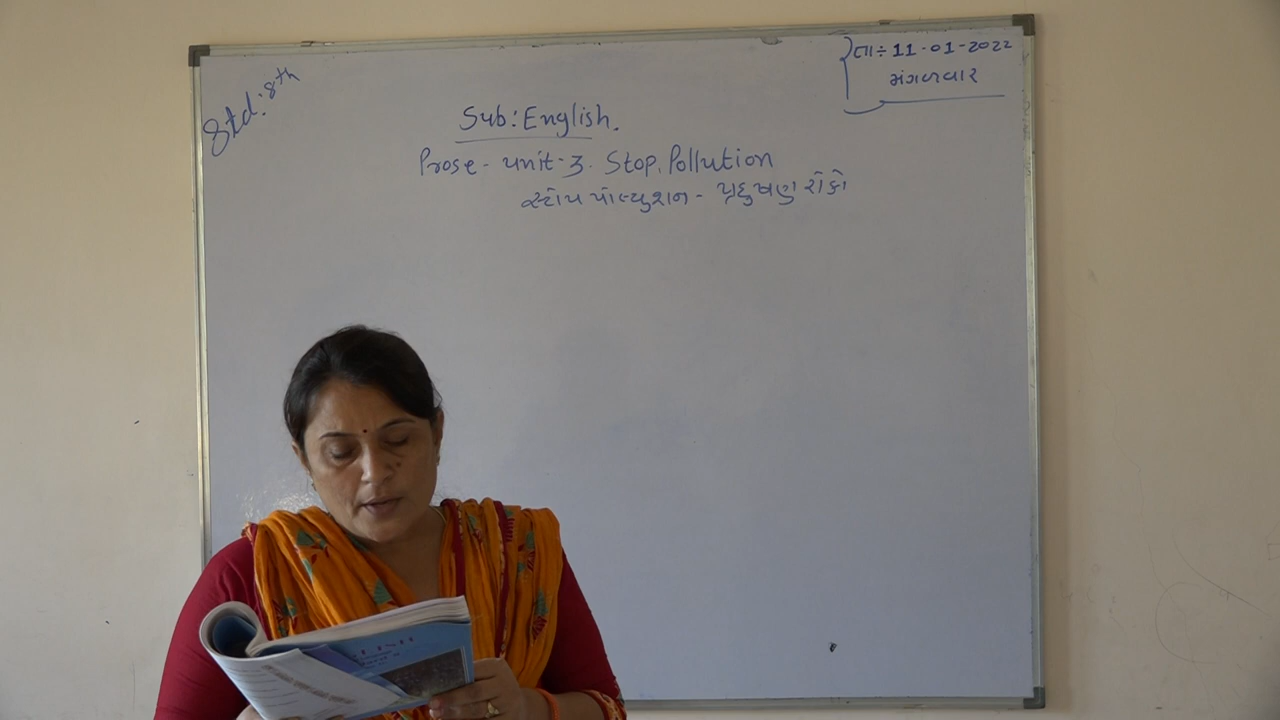 Std: 8th
તા÷ 11-01-2022
મંગળવાર
Sub: English.
Prose - unit-3. Stop Pollution
સ્ટોપ પોલ્યુશન - પ્રદુષણ રોકો